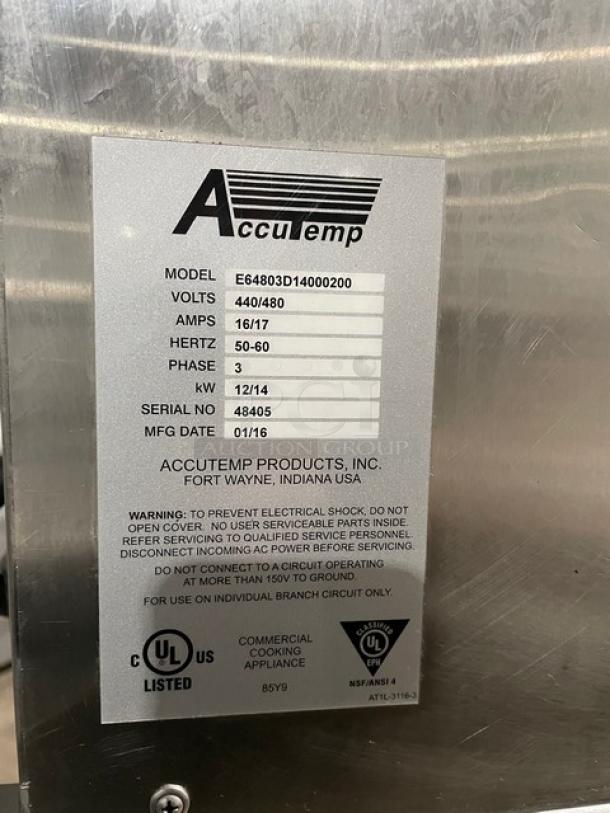 AccuTemp
MODEL E64803D14000200
VOLTS 440/480
AMPS 16/17
HERTZ 50-60
PHASE 3
kW 12/14
SERIAL NO 48405
MFG DATE 01/16
PCI
AUCTION GROUP
ACCUTEMP PRODUCTS, INC.
FORT WAYNE, INDIANA USA
WARNING: TO PREVENT ELECTRICAL SHOCK, DO NOT
OPEN COVER. NO USER SERVICEABLE PARTS INSIDE.
REFER SERVICING TO QUALIFIED SERVICE PERSONNEL.
DISCONNECT INCOMING AC POWER BEFORE SERVICING.
DO NOT CONNECT TO A CIRCUIT OPERATING
AT MORE THAN 150V TO GROUND.
FOR USE ON INDIVIDUAL BRANCH CIRCUIT ONLY.
C UL US
LISTED
COMMERCIAL
COOKING
APPLIANCE
85Y9
CLASSIFIED
UL
EPH
NSF/ANSI 4
AT1L-3116-3